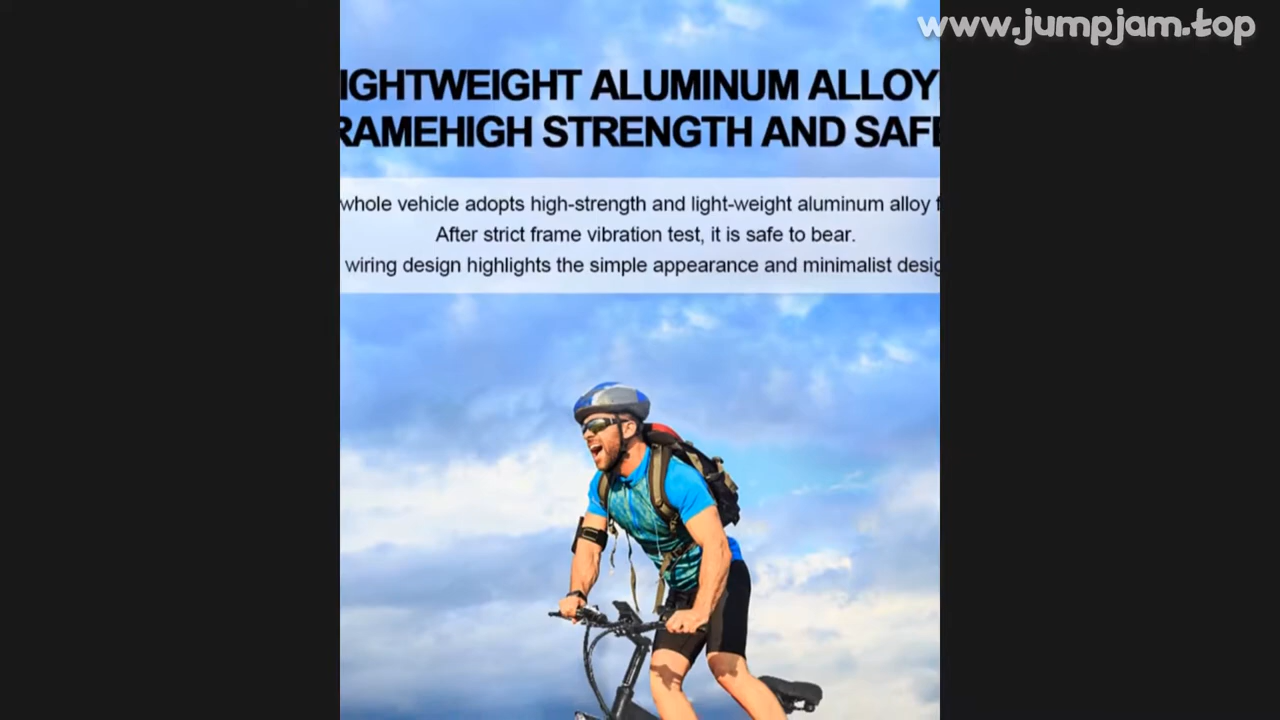 www.jumpjam.top
IGHTWEIGHT ALUMINUM ALLOY
RAMEHIGH STRENGTH AND SAFE
whole vehicle adopts high-strength and light-weight aluminum alloy f
After strict frame vibration test, it is safe to bear.
wiring design highlights the simple appearance and minimalist desig